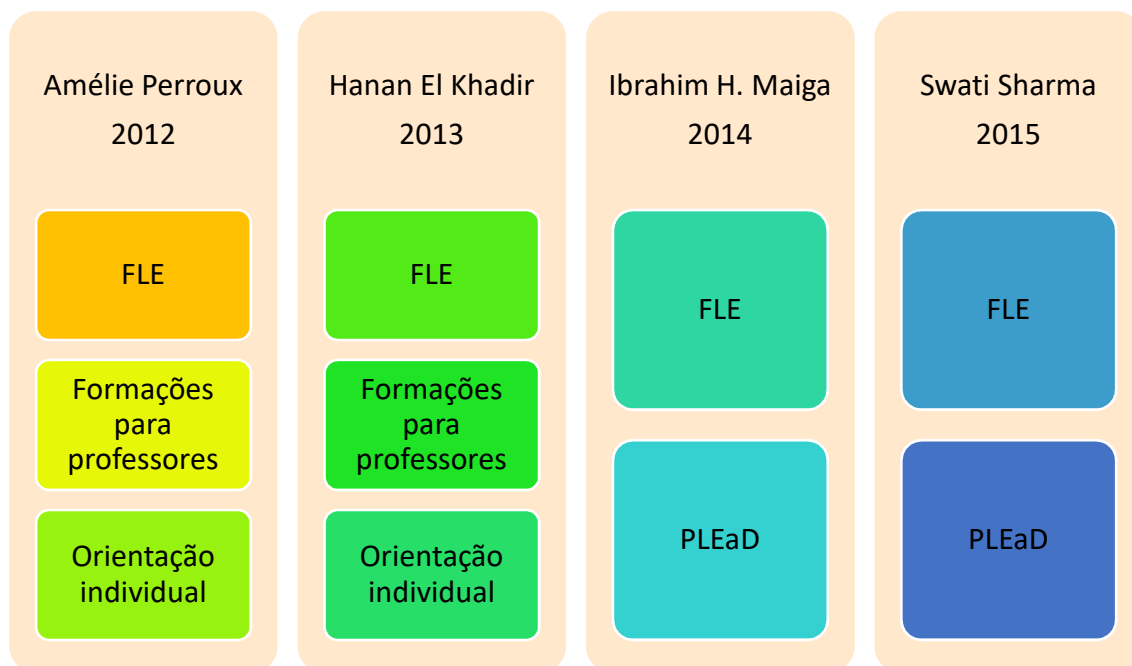 Amélie Perroux
2012
FLE
Formações
para
professores
Orientação
individual
Hanan El Khadir
2013
FLE
Formações
para
professores
Orientação
individual
Ibrahim H. Maiga
2014
FLE
PLEaD
Swati Sharma
2015
FLE
PLEaD